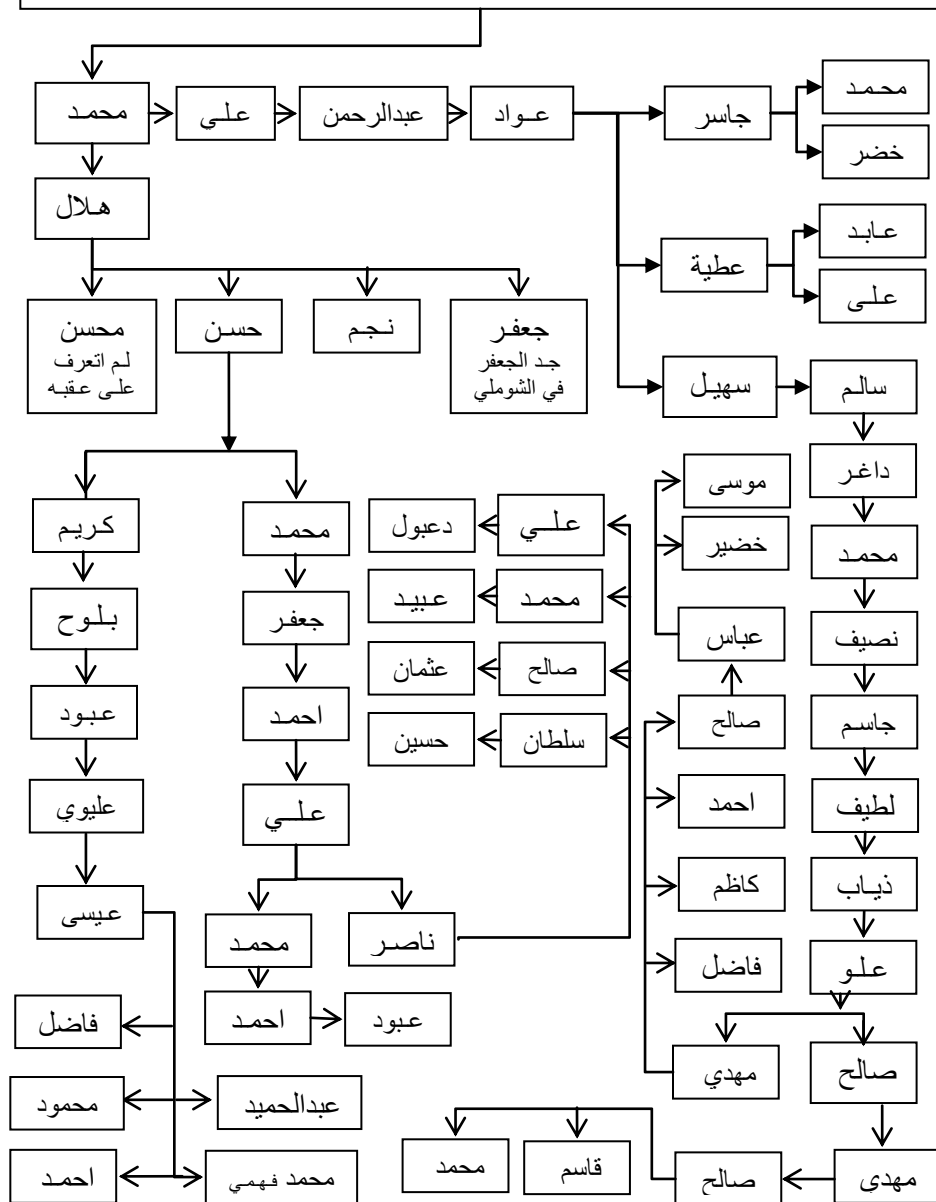 محمد
علي
عبدالرحمن
عواد
جاسر
محمد
خضر
هلال
عطية
عابد
على
محسن
لم اتعرف
على عقبه
حسن
نجم
جعفر
جد الجعفر
في الشوملي
سهيل
سالم
داغر
محمد
نصيف
جاسم
لطيف
ذياب
علو
صالح
مهدي
مهدي
صالح
قاسم
محمد
صالح
احمد
كاظم
فاضل
عباس
موسى
خضير
كريم
بلوح
عبود
عليوي
عيسى
فاضل
محمود
عبدالحميد
احمد
محمد فهمي
محمد
جعفر
احمد
علي
محمد
احمد
عبود
ناصر
علي
دعبول
محمد
عبيد
صالح
عثمان
سلطان
حسين